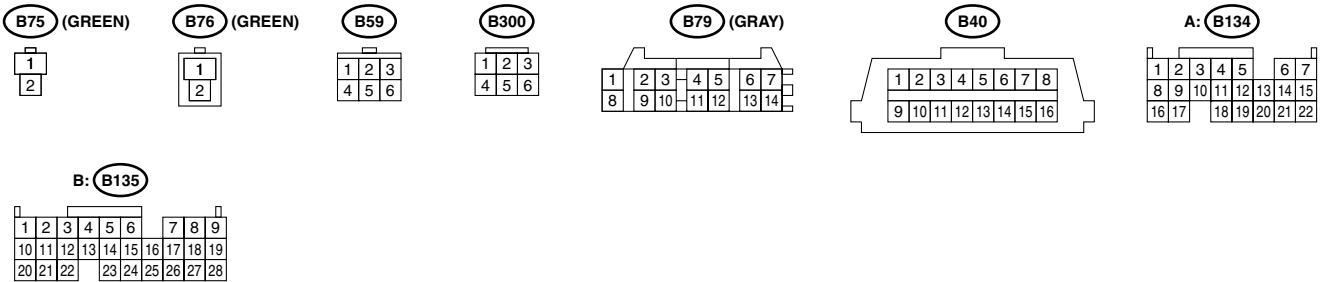 B75 (GREEN) B76 (GREEN) B59 B300 B79 (GRAY) B40 A: B134
1
2
1
2
1 2 3
4 5 6
1 2 3
4 5 6
1 2 3 4 5 6 7
8 9 10 11 12 13 14
1 2 3 4 5 6 7 8
9 10 11 12 13 14 15 16
1 2 3 4 5 6 7
8 9 10 11 12 13 14 15
16 17 18 19 20 21 22
B: B135
1 2 3 4 5 6 7 8 9
10 11 12 13 14 15 16 17 18 19
20 21 22 23 24 25 26 27 28